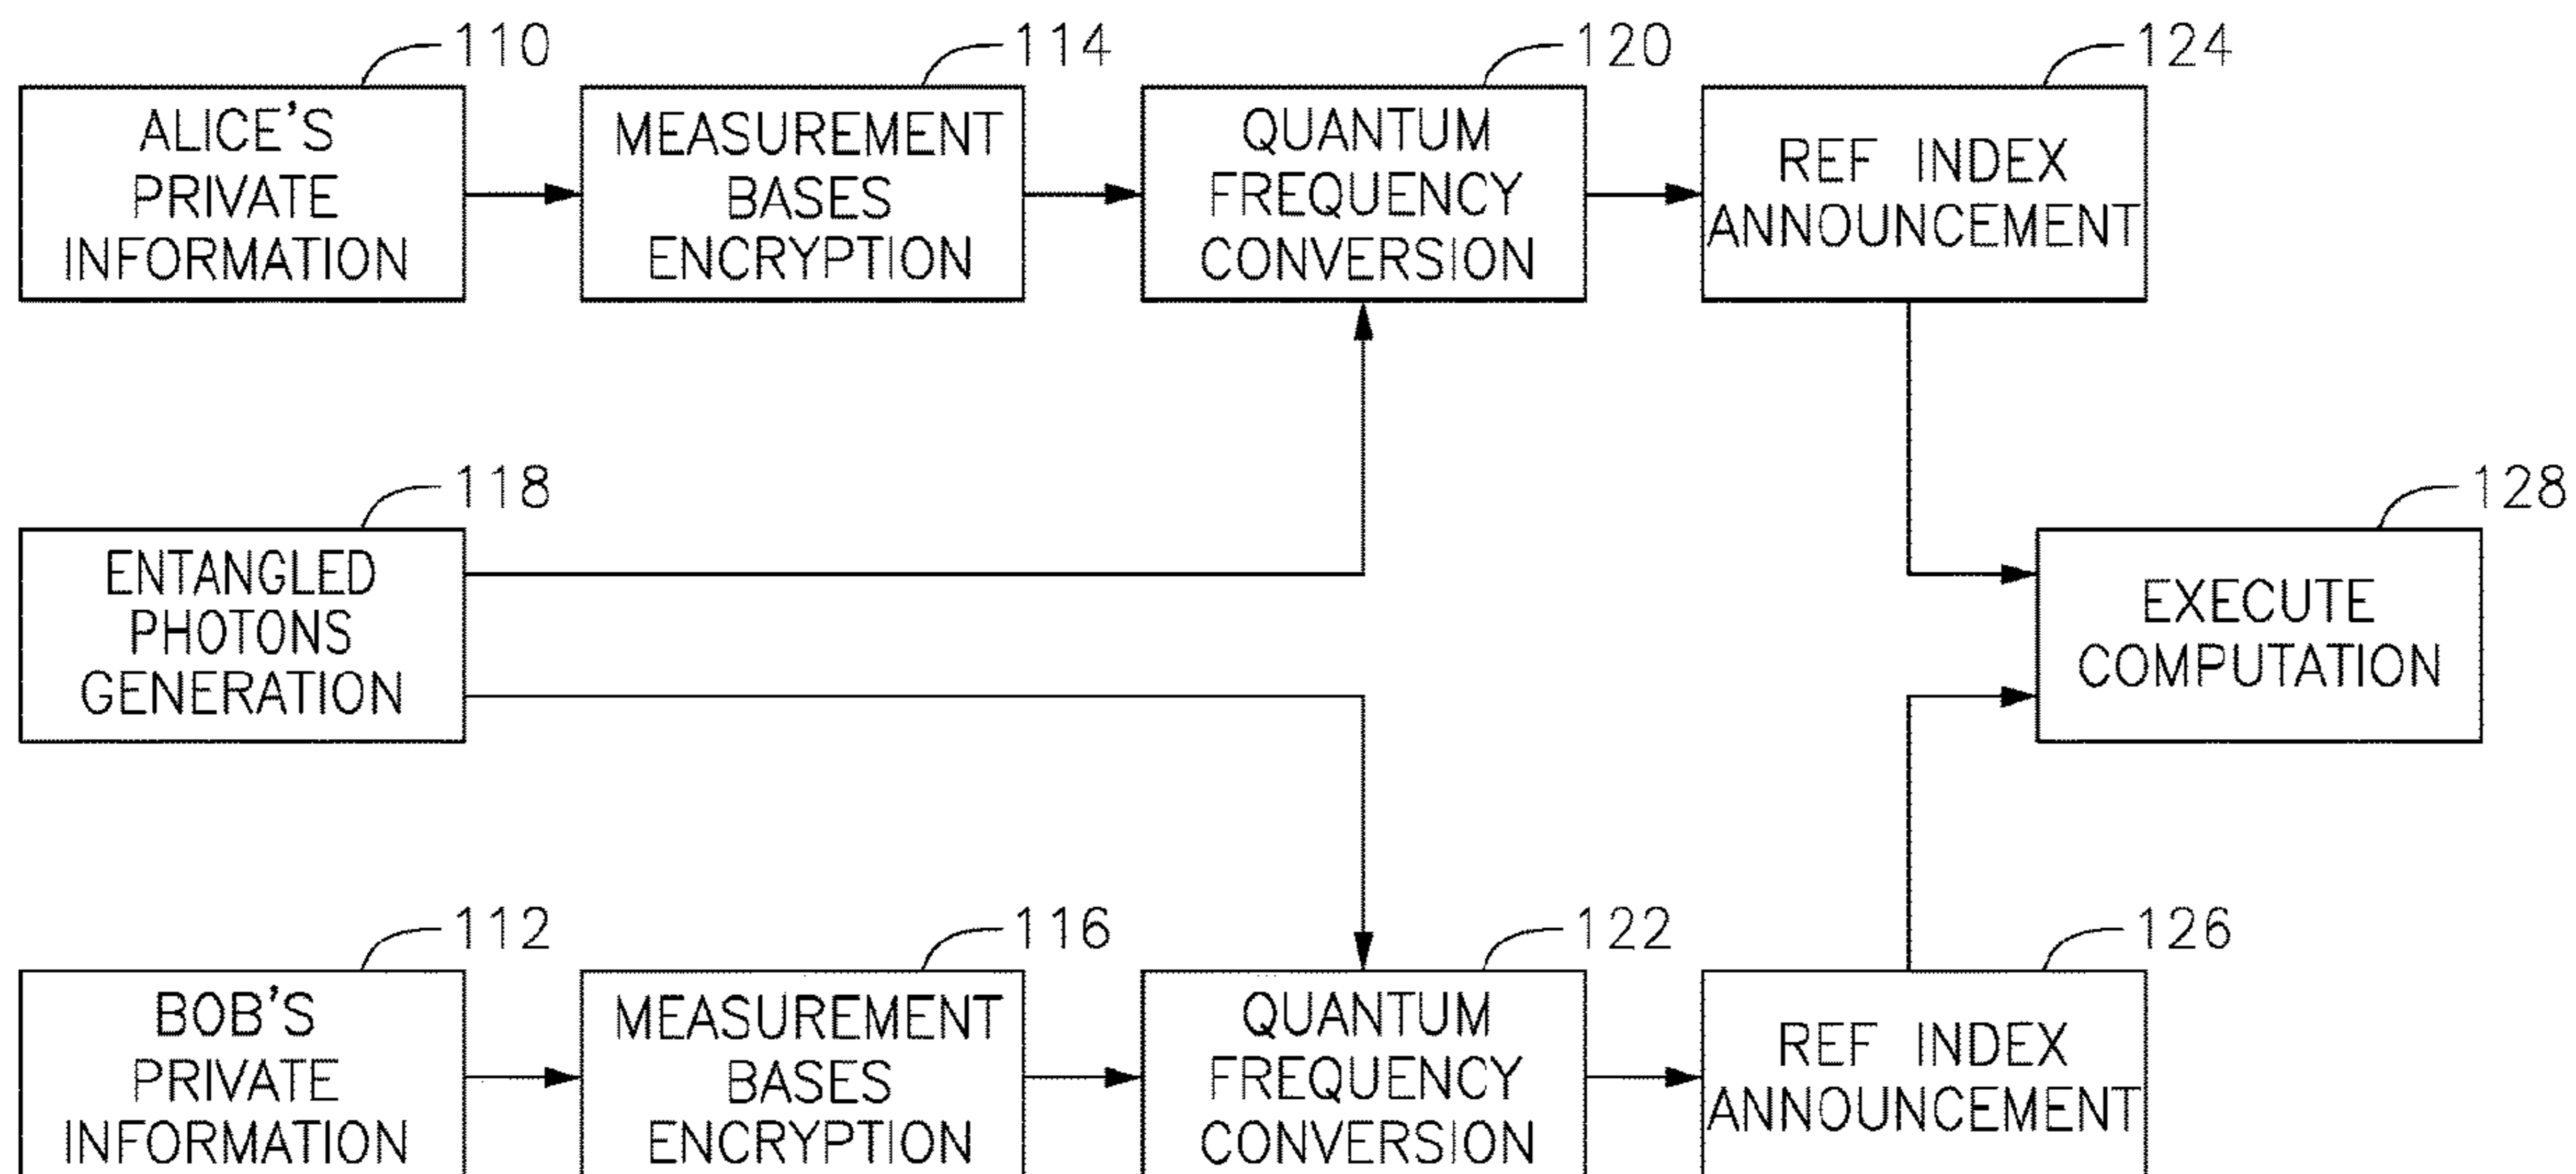 110
ALICE'S
PRIVATE
INFORMATION
114
MEASUREMENT
BASES
ENCRYPTION
120
QUANTUM
FREQUENCY
CONVERSION
124
REF INDEX
ANNOUNCEMENT
118
ENTANGLED
PHOTONS
GENERATION
128
EXECUTE
COMPUTATION
112
BOB'S
PRIVATE
INFORMATION
116
MEASUREMENT
BASES
ENCRYPTION
122
QUANTUM
FREQUENCY
CONVERSION
126
REF INDEX
ANNOUNCEMENT